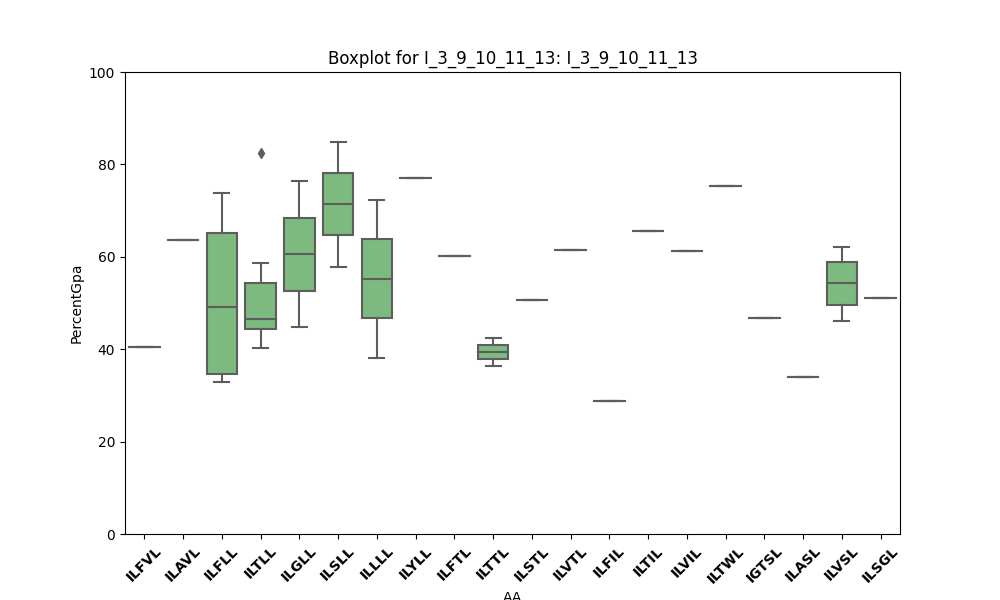 Boxplot for I_3_9_10_11_13: I_3_9_10_11_13
100
80
60
40
20
0
PercentGpa
ILFVL ILAVL ILFLL ILTLL ILGLL ILSLL ILLLL ILYLL ILFTL ILTTL ILSTL ILVTL ILFIL ILTIL ILVIL ILTWL IGTSL ILASL ILVSL ILSGL
AA